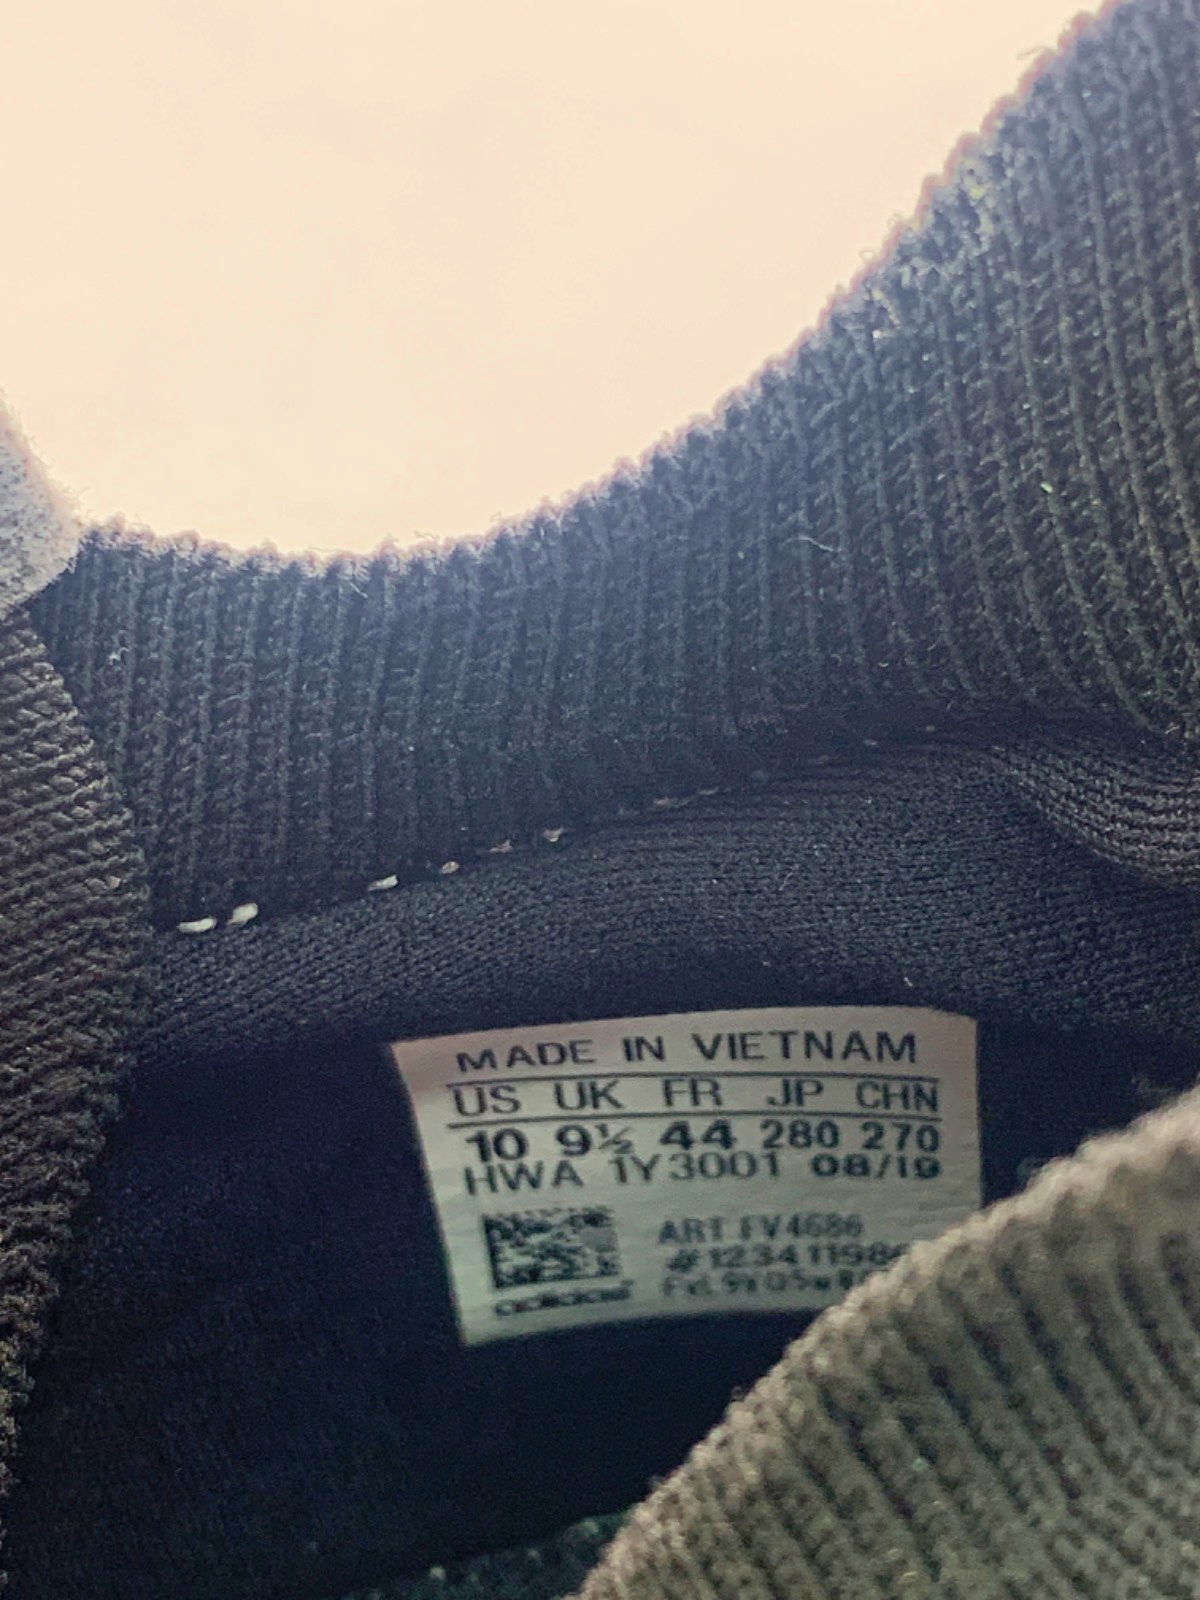 MADE IN VIETNAM
US UK FR JP CHN
10 9½ 44 280 270
HWA 1Y3001 08/19
ART FV4686
adidas